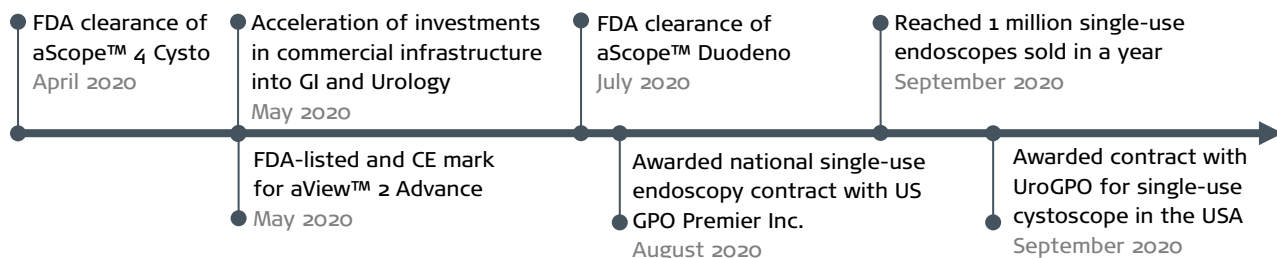 FDA clearance of
aScope™ 4 Cysto
April 2020
Acceleration of investments
in commercial infrastructure
into GI and Urology
May 2020
FDA clearance of
aScope™ Duodeno
July 2020
Reached 1 million single-use
endoscopes sold in a year
September 2020
FDA-listed and CE mark
for aView™ 2 Advance
May 2020
Awarded national single-use
endoscopy contract with US
GPO Premier Inc.
August 2020
Awarded contract with
UroGPO for single-use
cystoscope in the USA
September 2020